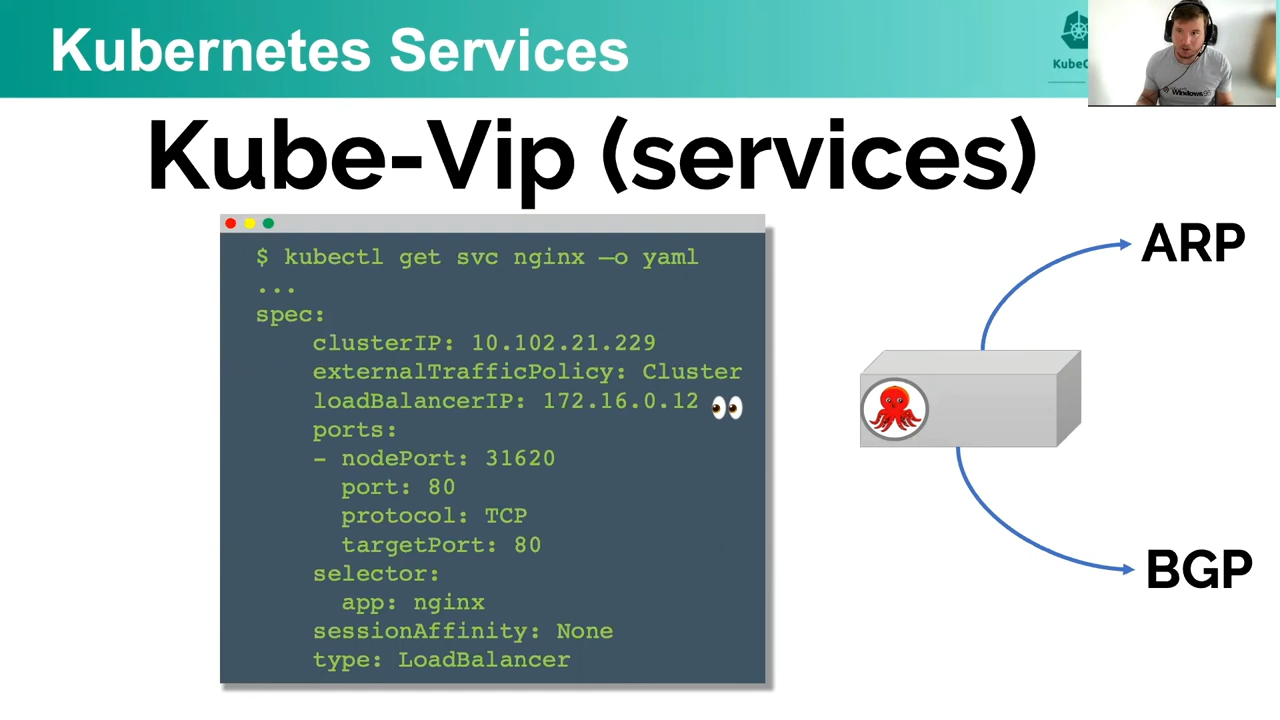 Kubernetes Services
Kube-Vip (services)
$ kubectl get svc nginx –o yaml
...
spec:
    clusterIP: 10.102.21.229
    externalTrafficPolicy: Cluster
    loadBalancerIP: 172.16.0.12
    ports:
    - nodePort: 31620
      port: 80
      protocol: TCP
      targetPort: 80
    selector:
      app: nginx
    sessionAffinity: None
    type: LoadBalancer
ARP
BGP